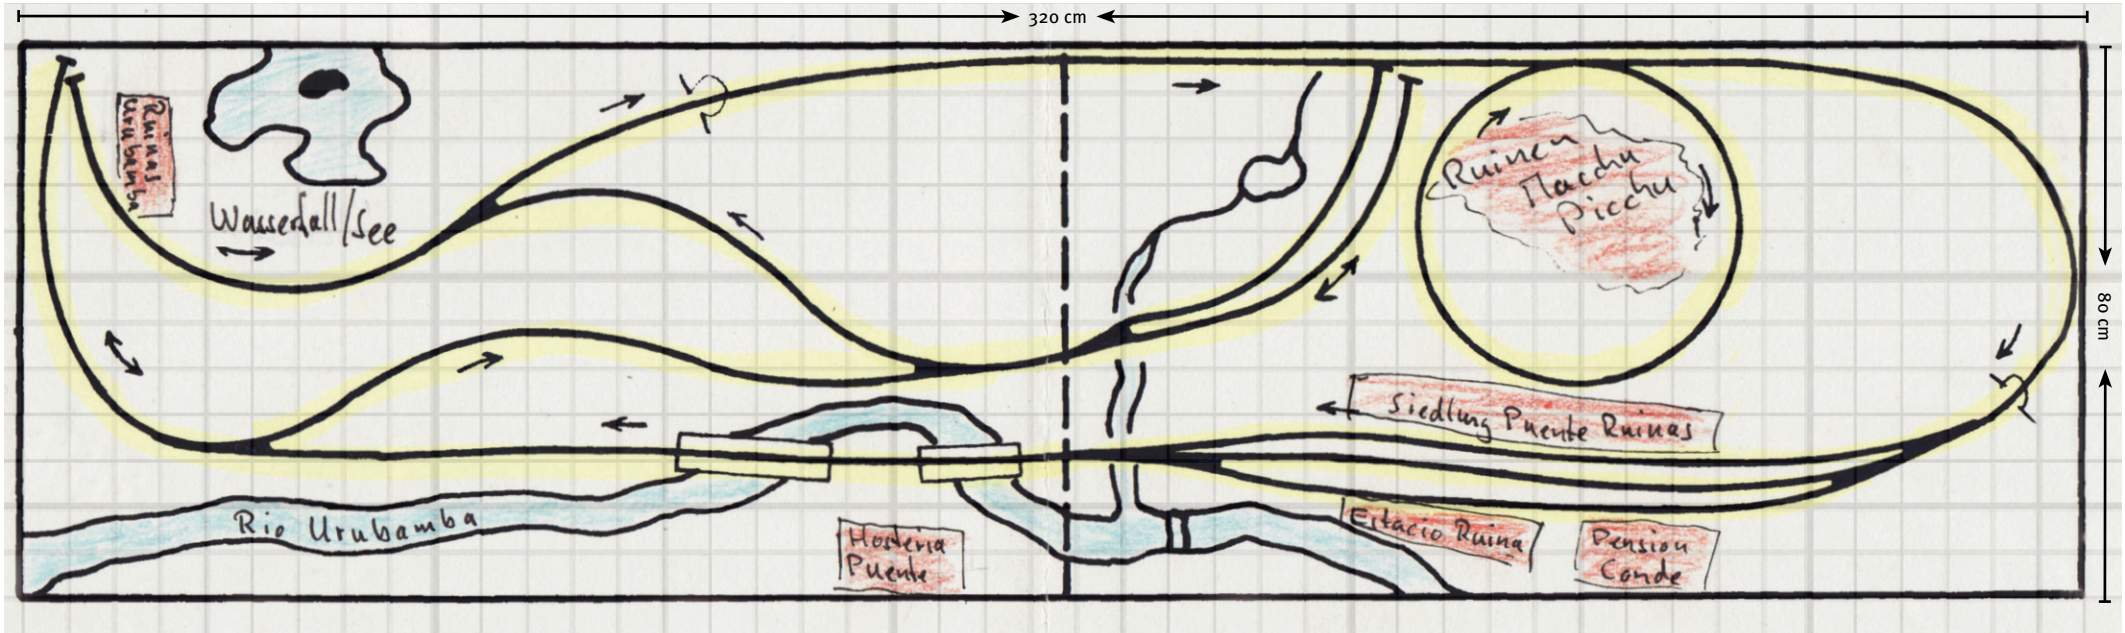 320 cm
Ruinas
Urubamba
Wasserfall/See
Ruinen
Macchu
Picchu
80 cm
Siedlung Puente Ruinas
Rio Urubamba
Hosteria
Puente
Estacio Ruina
Pension
Conde